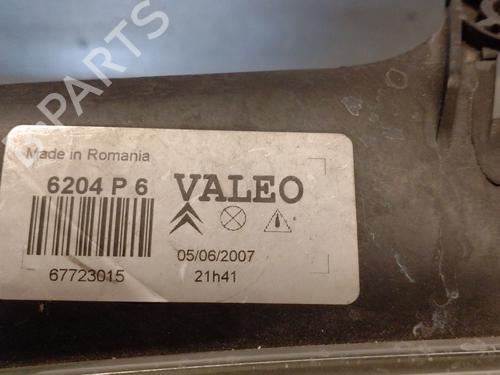 B-PARTS
Made in Romania
6204 P 6
VALEO
05/06/2007
67723015
21h41